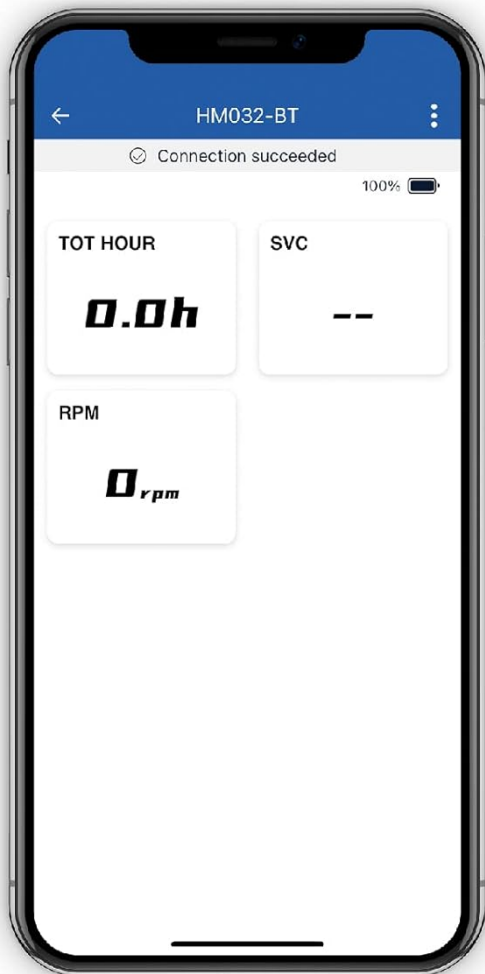 HM032-BT
Connection succeeded
100%
TOT HOUR
SVC
0.0h
--
RPM
0rpm